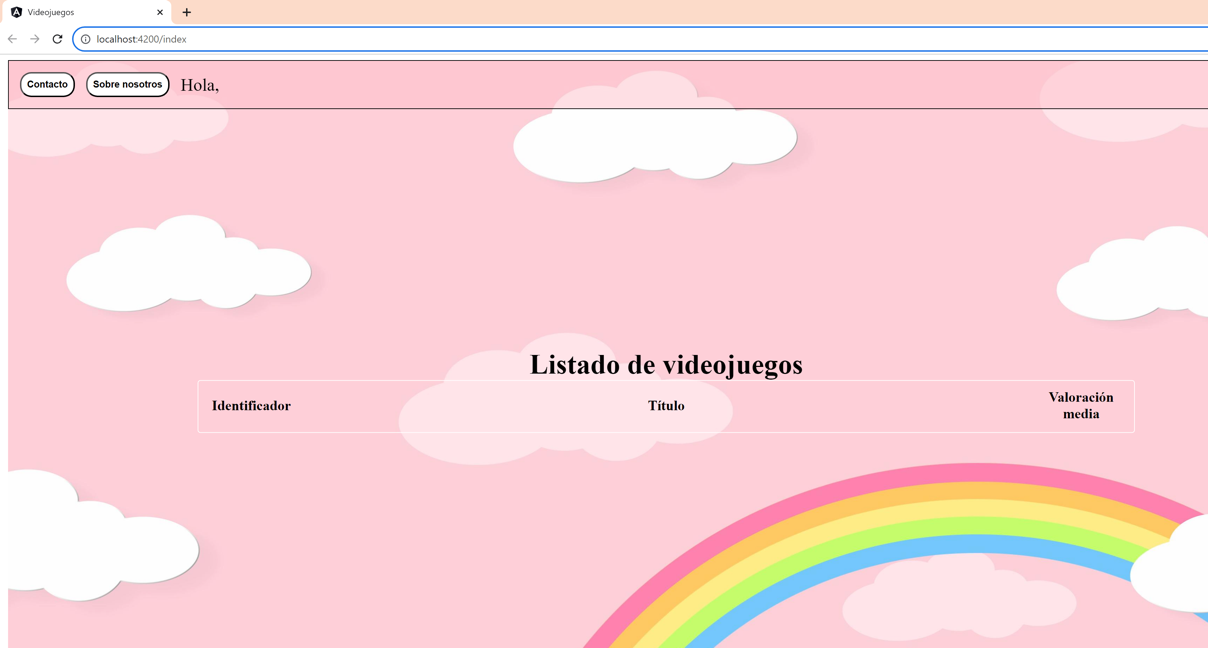 Videojuegos
localhost:4200/index
Contacto Sobre nosotros Hola,
Listado de videojuegos
Identificador Título Valoración
media